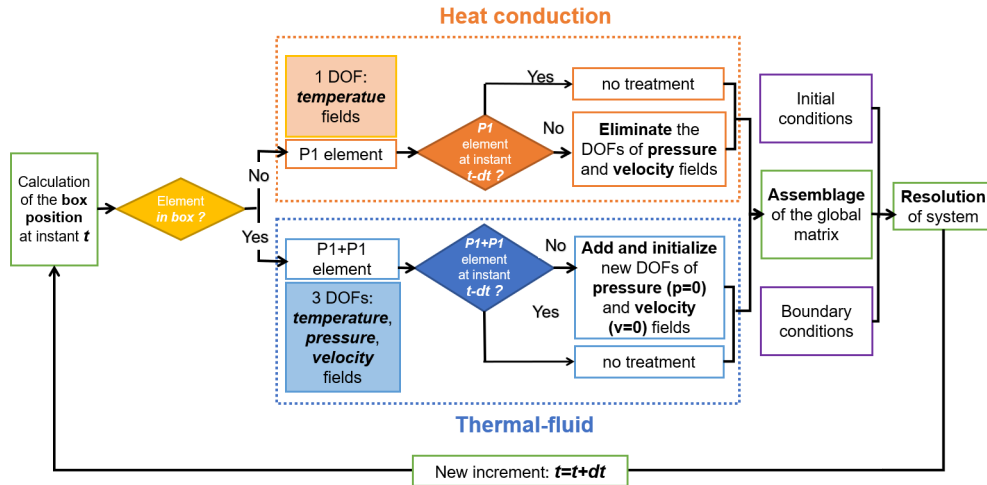 Heat conduction
Calculation
of the box
position
at instant t
Element
in box ?
No
Yes
1 DOF:
temperatue
fields
P1 element
P1
element
at instant
t-dt ?
Yes
no treatment
No
Eliminate the
DOFs of pressure
and velocity fields
P1+P1
element
3 DOFs:
temperature,
pressure,
velocity
fields
P1+P1
element
at instant
t-dt ?
No
Add and initialize
new DOFs of
pressure (p=0)
and velocity
(v=0) fields
Yes
no treatment
Thermal-fluid
Initial
conditions
Assemblage
of the global
matrix
Boundary
conditions
Resolution
of system
New increment: t=t+dt